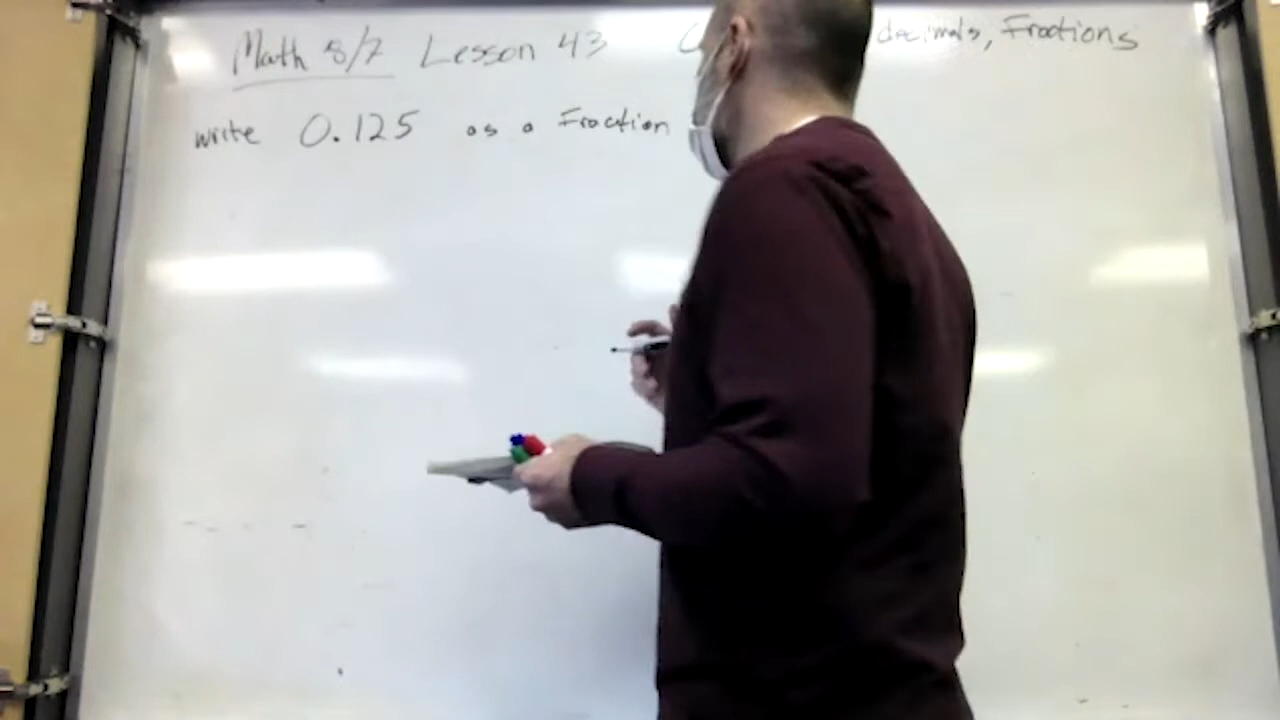 Math 8/7 Lesson 43 decimals, Fractions
write 0.125 as a Fraction